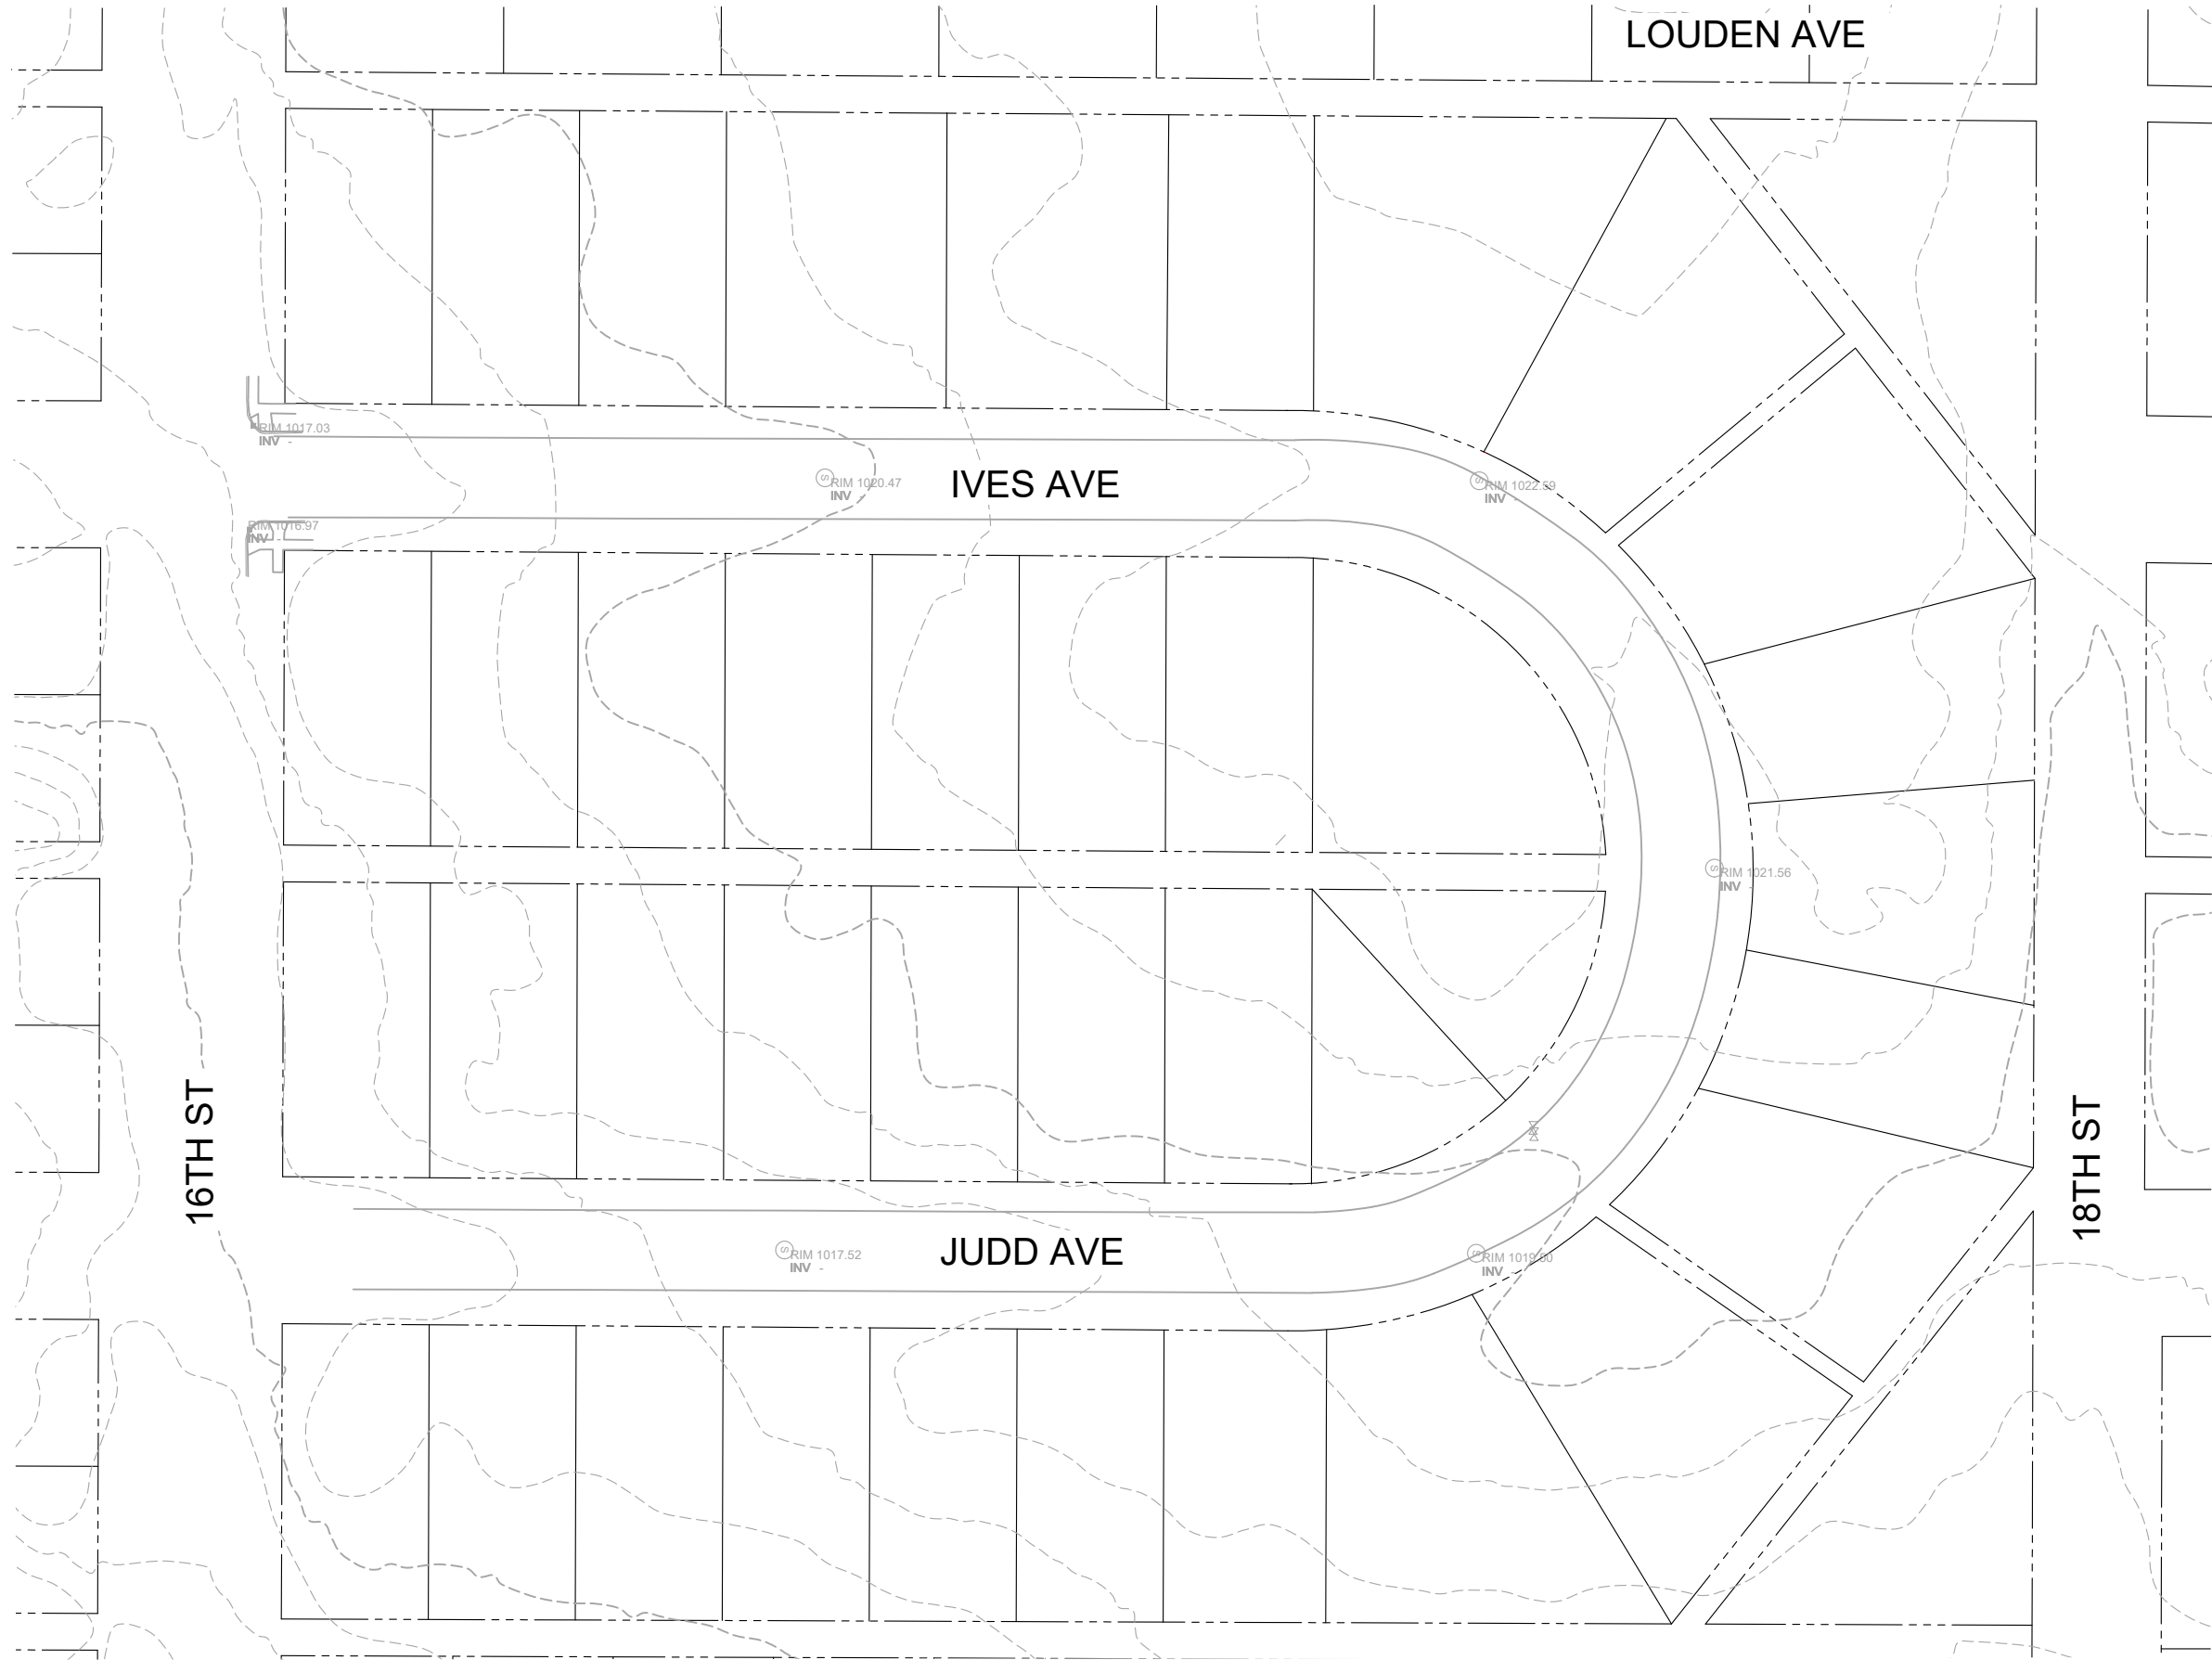 LOUDEN AVE
RIM 1017.03
INV -
RIM 1020.47
INV -
IVES AVE
S
RIM 1022.59
INV -
RIM 1016.97
INV -
S
RIM 1021.56
INV -
16TH ST
18TH ST
S
RIM 1017.52
INV -
JUDD AVE
S
INV -